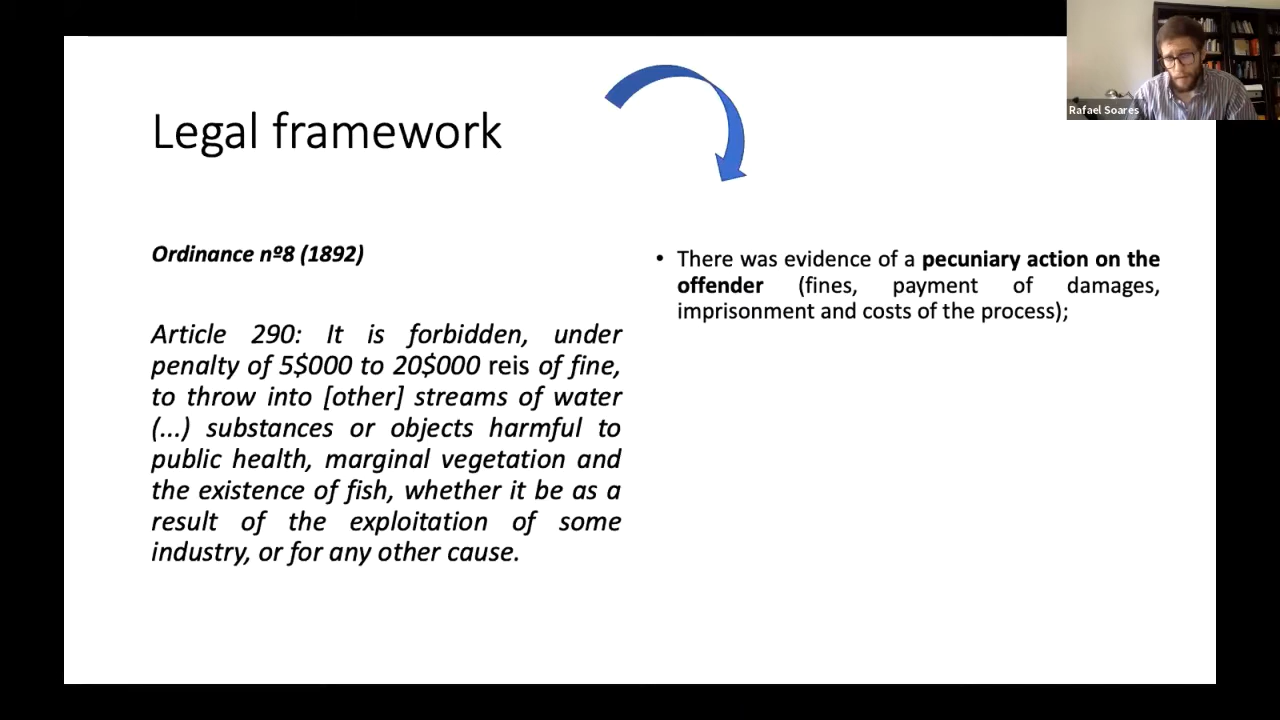 Rafael Soares
Legal framework
Ordinance nº8 (1892)
Article 290: It is forbidden, under
penalty of 5$000 to 20$000 reis of fine,
to throw into [other] streams of water
(...) substances or objects harmful to
public health, marginal vegetation and
the existence of fish, whether it be as a
result of the exploitation of some
industry, or for any other cause.
• There was evidence of a pecuniary action on the
offender (fines, payment of damages,
imprisonment and costs of the process);